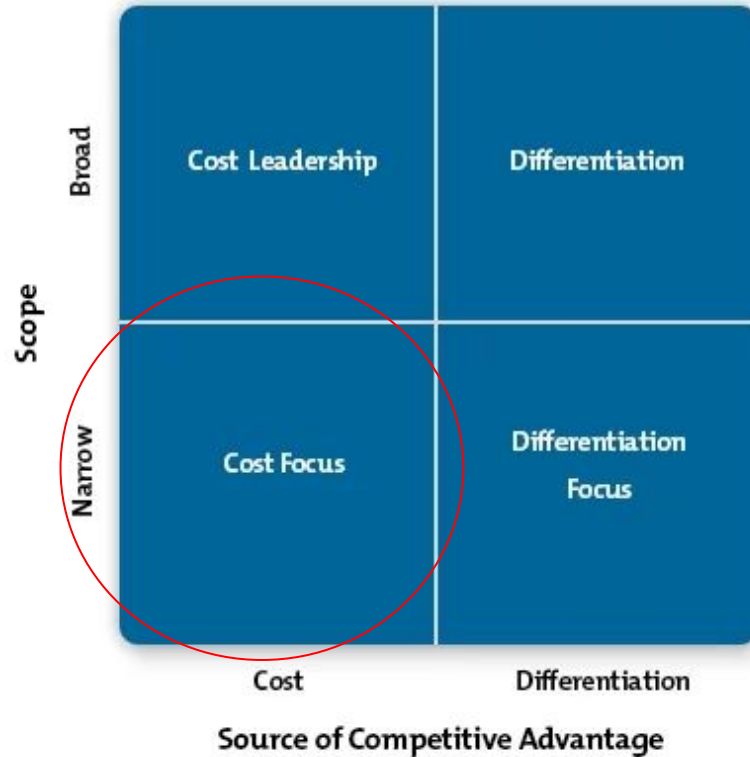 Broad
Cost Leadership
Differentiation
Scope
Narrow
Cost Focus
Differentiation
Focus
Cost
Differentiation
Source of Competitive Advantage